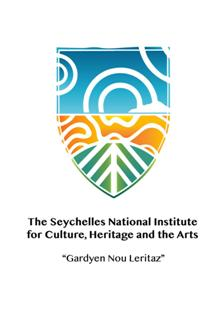 The Seychelles National Institute
for Culture, Heritage and the Arts
“Gardyen Nou Leritaz”